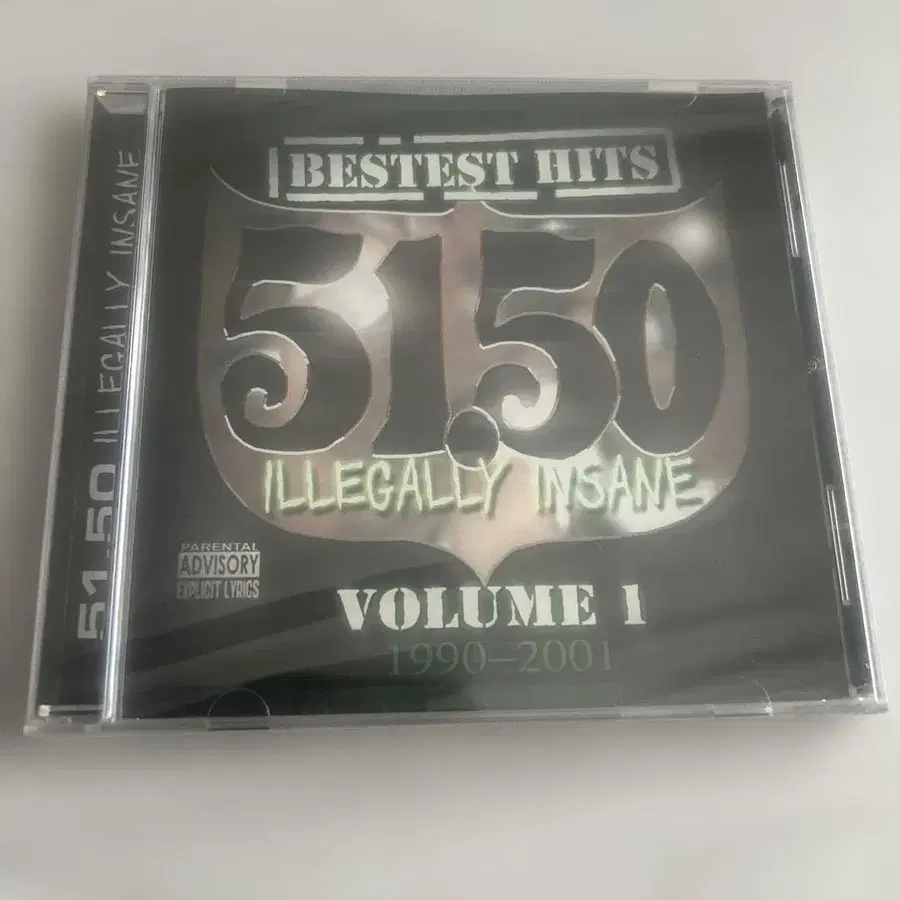 BESTEST HITS
51.50
ILLEGALLY INSANE
PARENTAL
ADVISORY
EXPLICIT LYRICS
VOLUME 1
1990-2001
51-50 ILLEGALLY INSANE